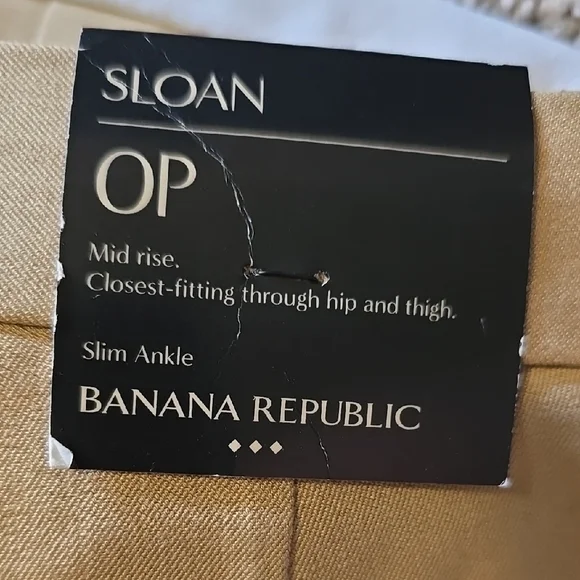 SLOAN
OP
Mid rise.
Closest-fitting through hip and thigh.
Slim Ankle
BANANA REPUBLIC